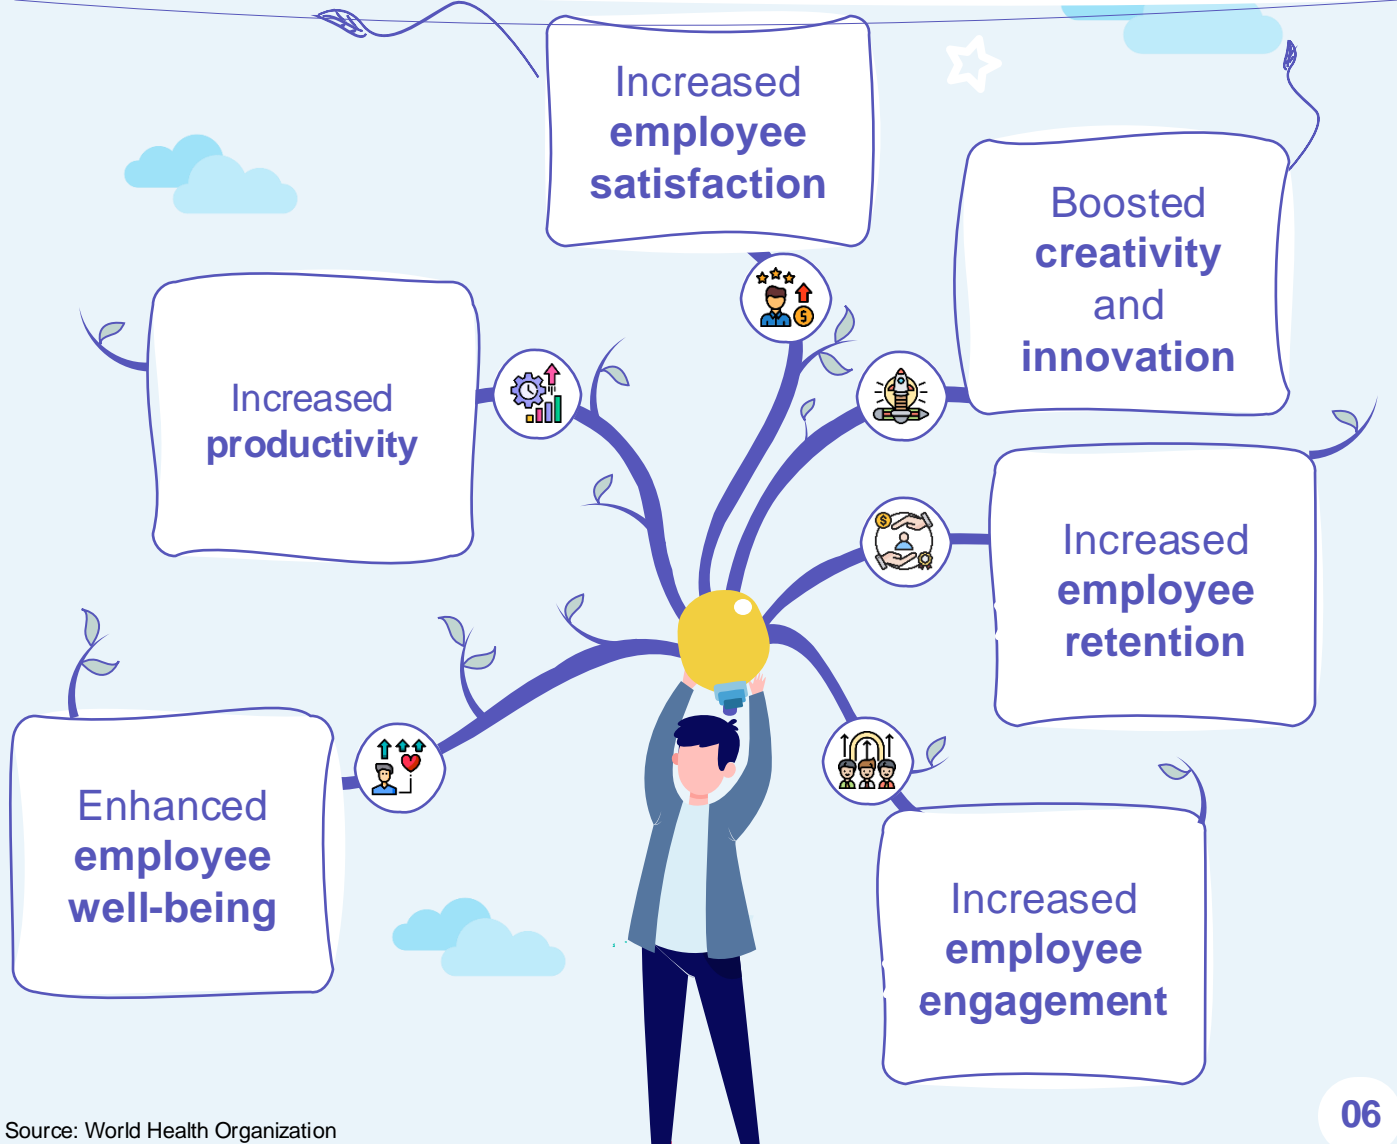 Increased
employee
satisfaction
Boosted
creativity
and
innovation
Increased
productivity
Increased
employee
retention
Enhanced
employee
well-being
Increased
employee
engagement
06
Source: World Health Organization